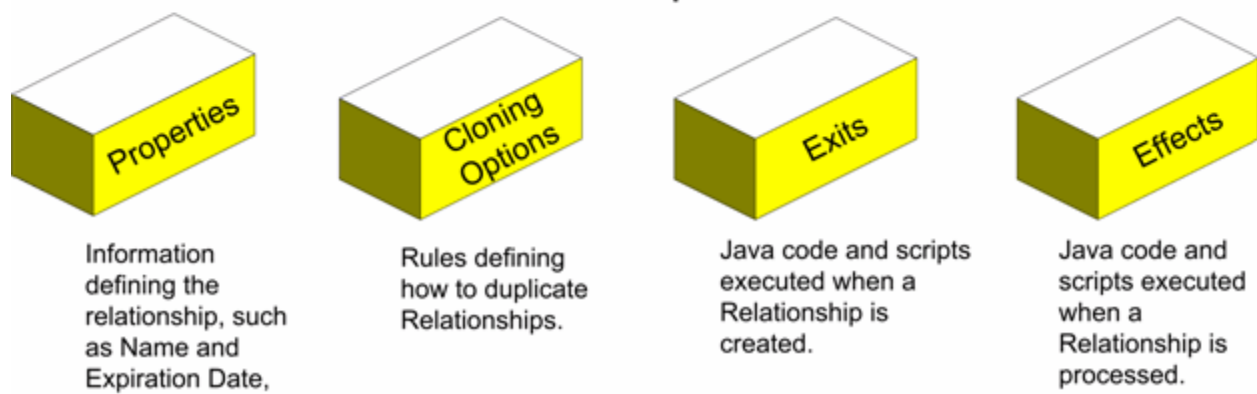 Properties
Information
defining the
relationship, such
as Name and
Expiration Date,
Cloning
Options
Rules defining
how to duplicate
Relationships.
Exits
Java code and scripts
executed when a
Relationship is
created.
Effects
Java code and
scripts executed
when a
Relationship is
processed.